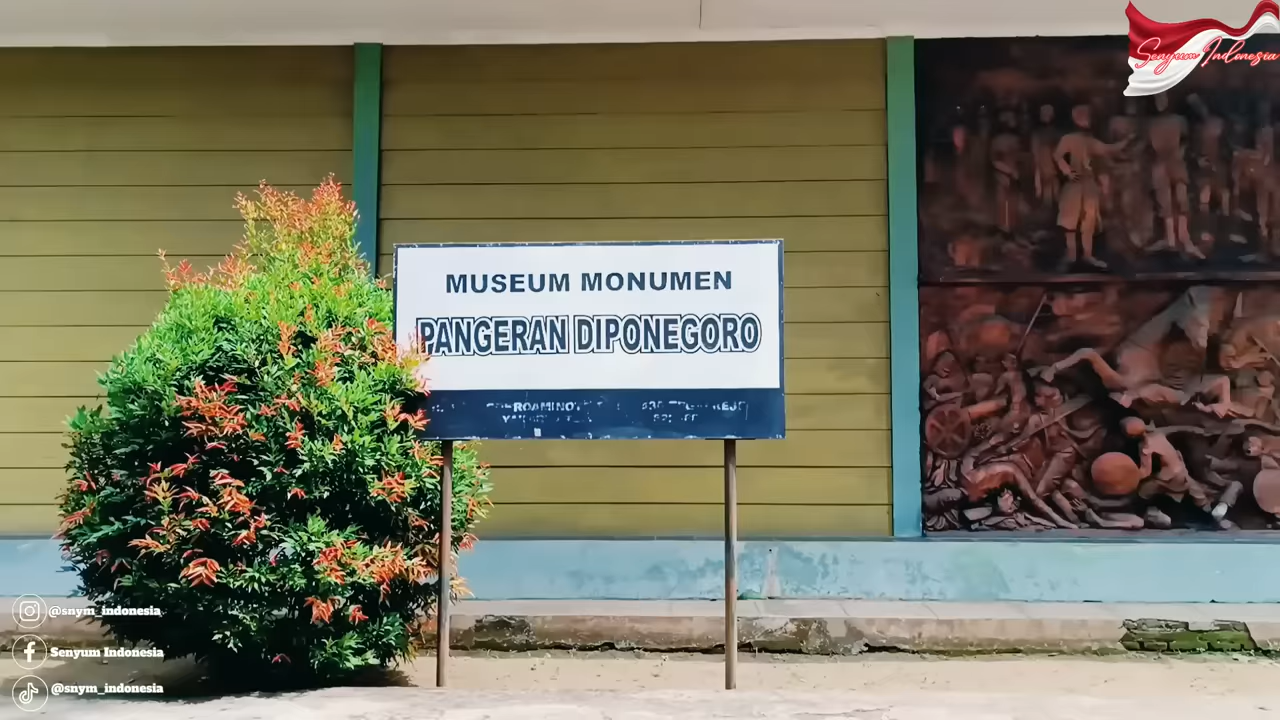 Senyum Indonesia
MUSEUM MONUMEN
PANGERAN DIPONEGORO
@snym_indonesia
Senyum Indonesia
@snym_indonesia